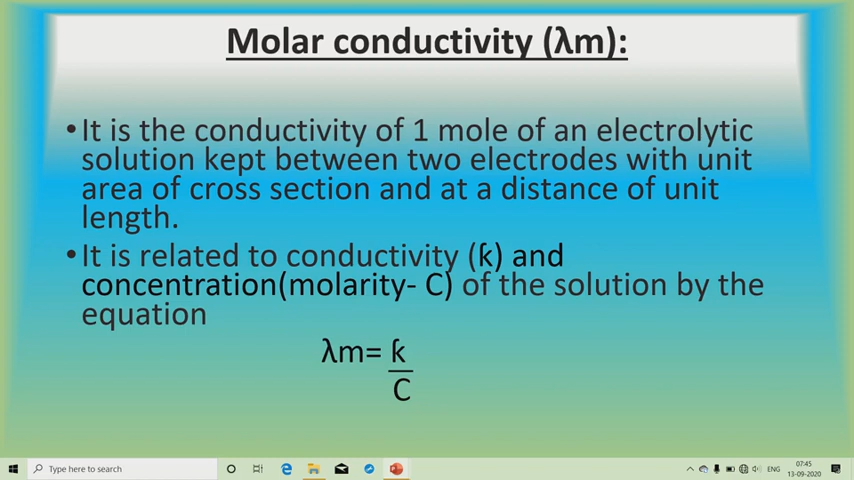 Molar conductivity (λm):
•It is the conductivity of 1 mole of an electrolytic
solution kept between two electrodes with unit
area of cross section and at a distance of unit
length.
•It is related to conductivity (ƙ) and
concentration(molarity- C) of the solution by the
equation
λm= ƙ
C
Type here to search
ENG
07:45
13-09-2020